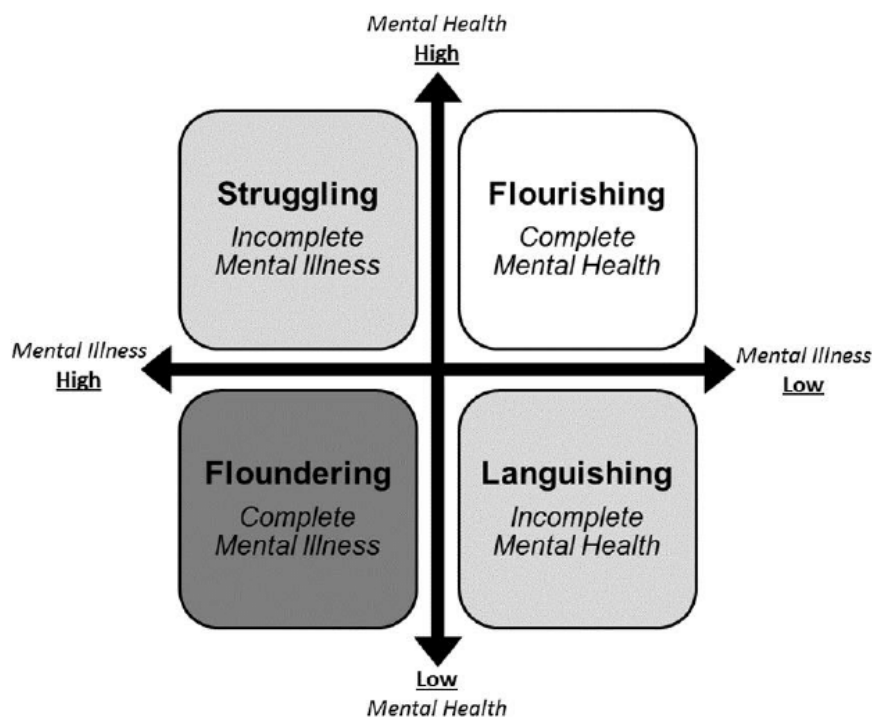 Mental Health
High
Struggling
Incomplete
Mental Illness
Flourishing
Complete
Mental Health
Mental Illness
High
Mental Illness
Low
Floundering
Complete
Mental Illness
Languishing
Incomplete
Mental Health
Low
Mental Health